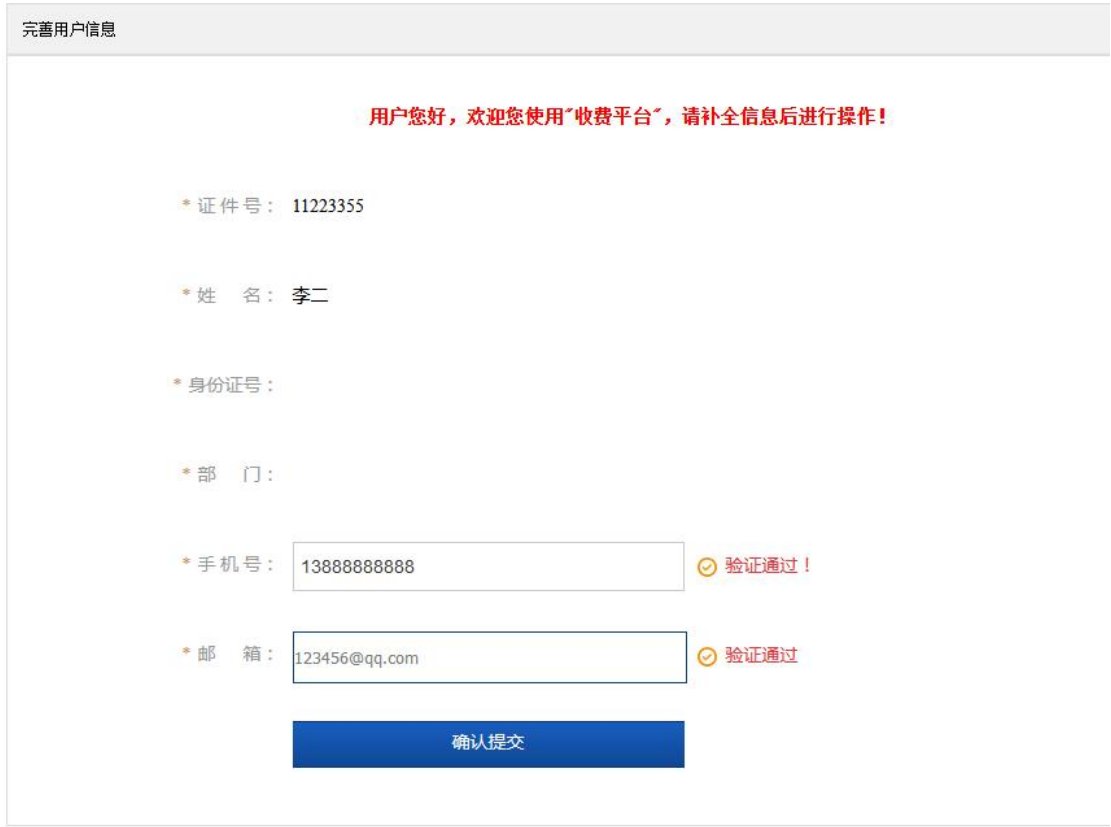 完善用户信息
用户您好，欢迎您使用"收费平台"，请补全信息后进行操作！
* 证件号： 11223355
* 姓 名： 李二
* 身份证号：
* 部 门：
* 手机号： 13888888888 验证通过！
* 邮 箱： 123456@qq.com 验证通过
确认提交